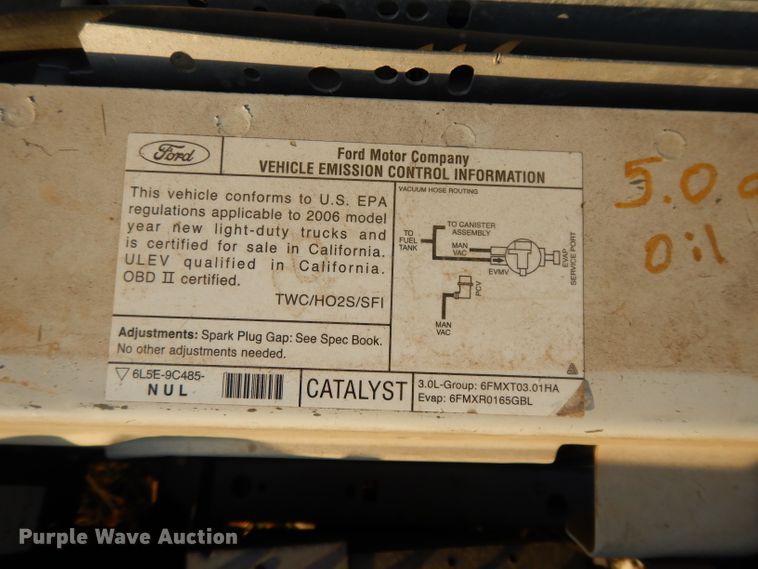 Ford
Ford Motor Company
VEHICLE EMISSION CONTROL INFORMATION
This vehicle conforms to U.S. EPA
regulations applicable to 2006 model
year new light-duty trucks and
is certified for sale in California.
ULEV qualified in California.
OBD II certified.
TWC/HO2S/SFI
Adjustments: Spark Plug Gap: See Spec Book.
No other adjustments needed.
6L5E-9C485-
NUL
CATALYST
VACUUM HOSE ROUTING
TO CANISTER
ASSEMBLY
TO
FUEL
TANK
MAN
VAC
EVMV
EVAP
SERVICE PORT
PCV
MAN
VAC
3.0L-Group: 6FMXT03.01HA
Evap: 6FMXR0165GBL
5.0
Oil
Purple Wave Auction